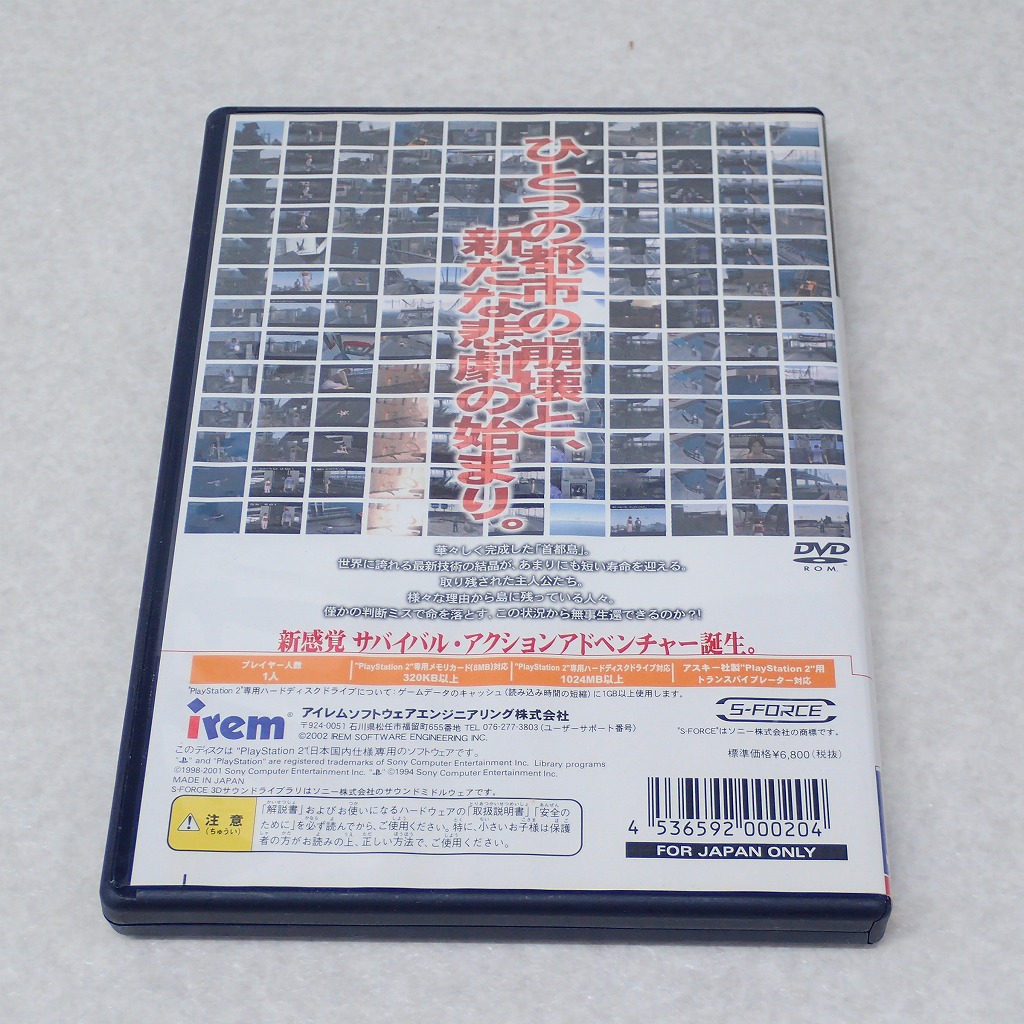 ひとつの都市の崩壊と、
新たな悲劇の始まり。
華々しく完成した「首都島」。
世界に誇れる最新技術の結晶が、あまりにも短い寿命を迎える。
取り残された主人公たち。
様々な理由から島に残っている人々。
僅かの判断ミスで命を落とす、この状況から無事生還できるのか?!
新感覚 サバイバル・アクションアドベンチャー誕生。
DVD
ROM
プレイヤー人数
1人
"PlayStation 2"専用メモリカード(8MB)対応
320KB以上
"PlayStation 2"専用ハードディスクドライブ対応
1024MB以上
アスキー社製"PlayStation 2"用
トランスバイブレーター対応
"PlayStation 2"専用ハードディスクドライブについて:ゲームデータのキャッシュ(読み込み時間の短縮)に1GB以上使用します。
irem®
アイレムソフトウェアエンジニアリング株式会社
〒924-0051 石川県松任市福留町655番地 TEL 076-277-3803(ユーザーサポート番号)
©2002 IREM SOFTWARE ENGINEERING INC.
S-FORCE
"S-FORCE"はソニー株式会社の商標です。
このディスクは "PlayStation 2"日本国内仕様専用のソフトウェアです。
" " and "PlayStation" are registered trademarks of Sony Computer Entertainment Inc. Library programs
©1998-2001 Sony Computer Entertainment Inc. " " ©1994 Sony Computer Entertainment Inc.
MADE IN JAPAN
S-FORCE 3Dサウンドライブラリはソニー株式会社のサウンドミドルウェアです。
標準価格¥6,800(税抜)
注意
(ちゅうい)
「解説書」およびお使いになるハードウェアの「取扱説明書」「安全の
ために」を必ず読んでから、ご使用ください。特に、小さいお子様は保護
者の方がお読みの上、正しい方法で、ご使用ください。
4 536592 000204
FOR JAPAN ONLY